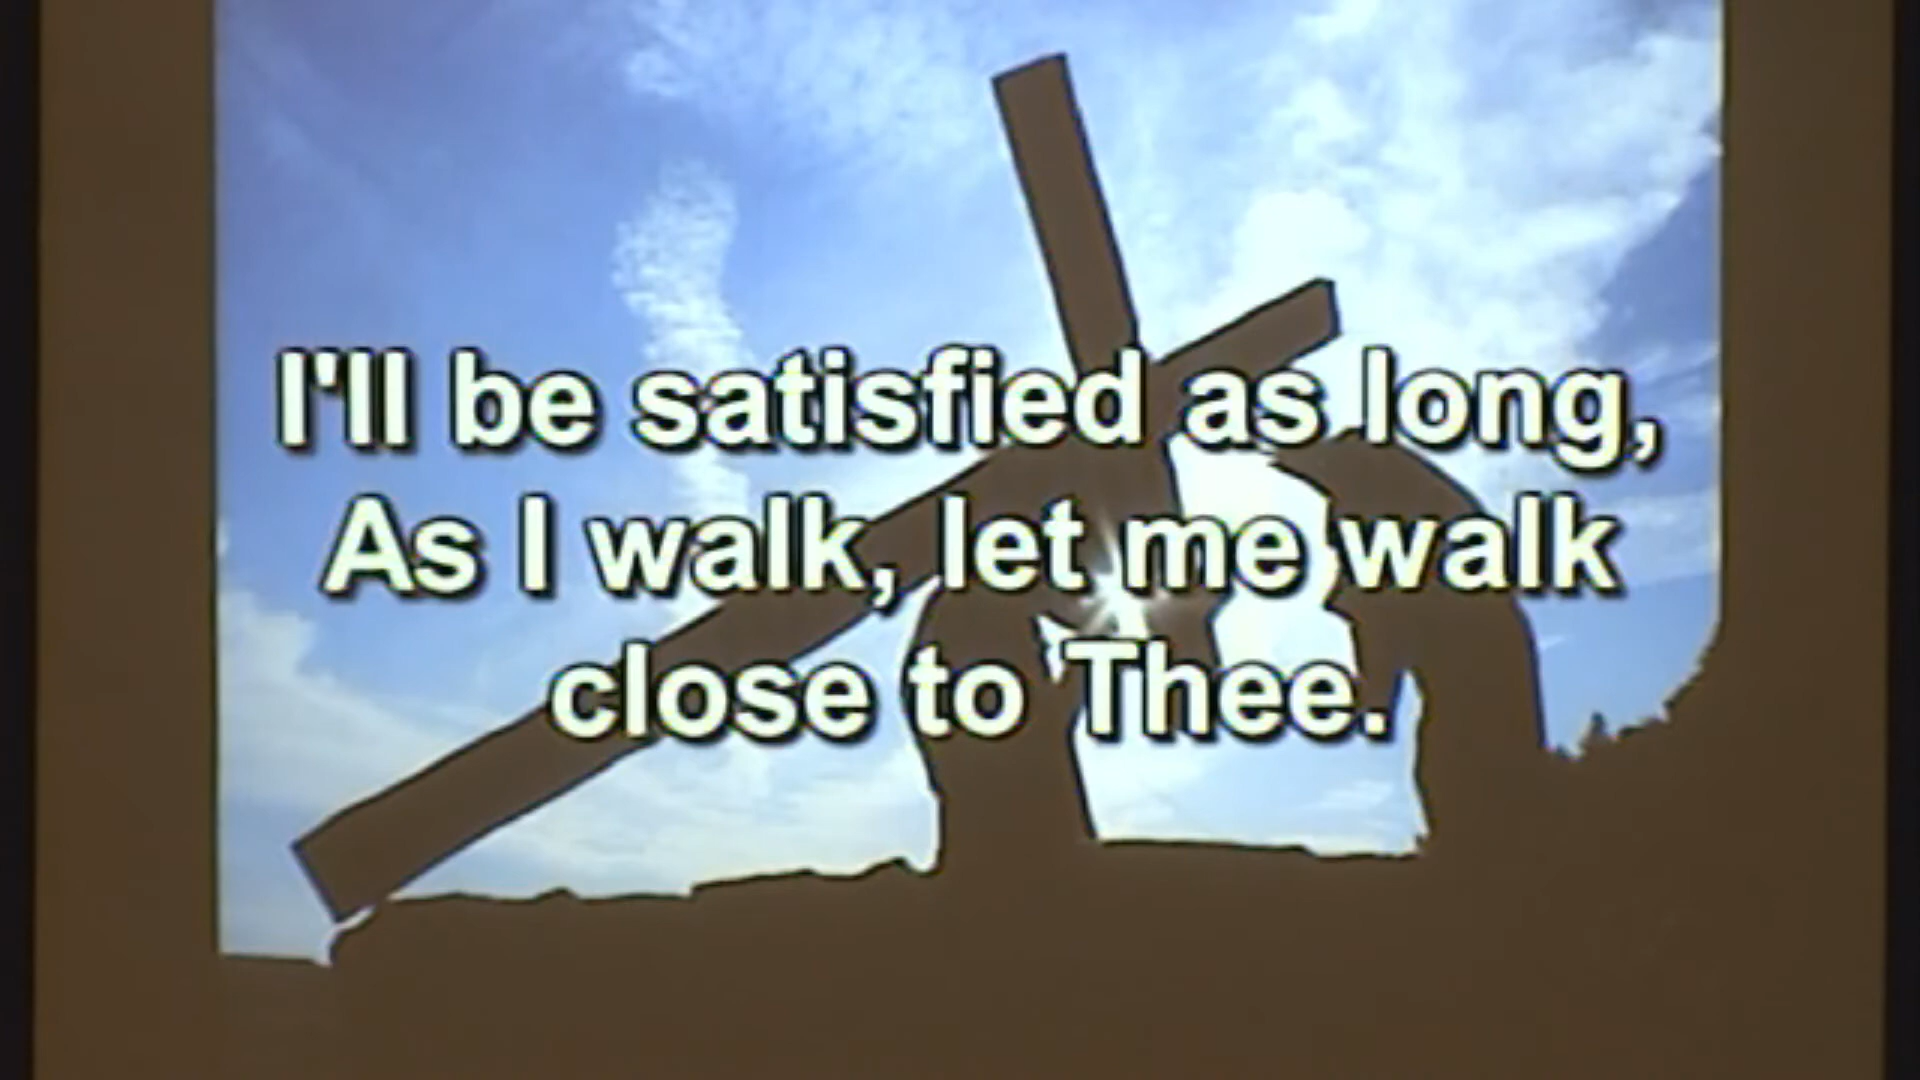 I'll be satisfied as long,
As I walk, let me walk
close to Thee.